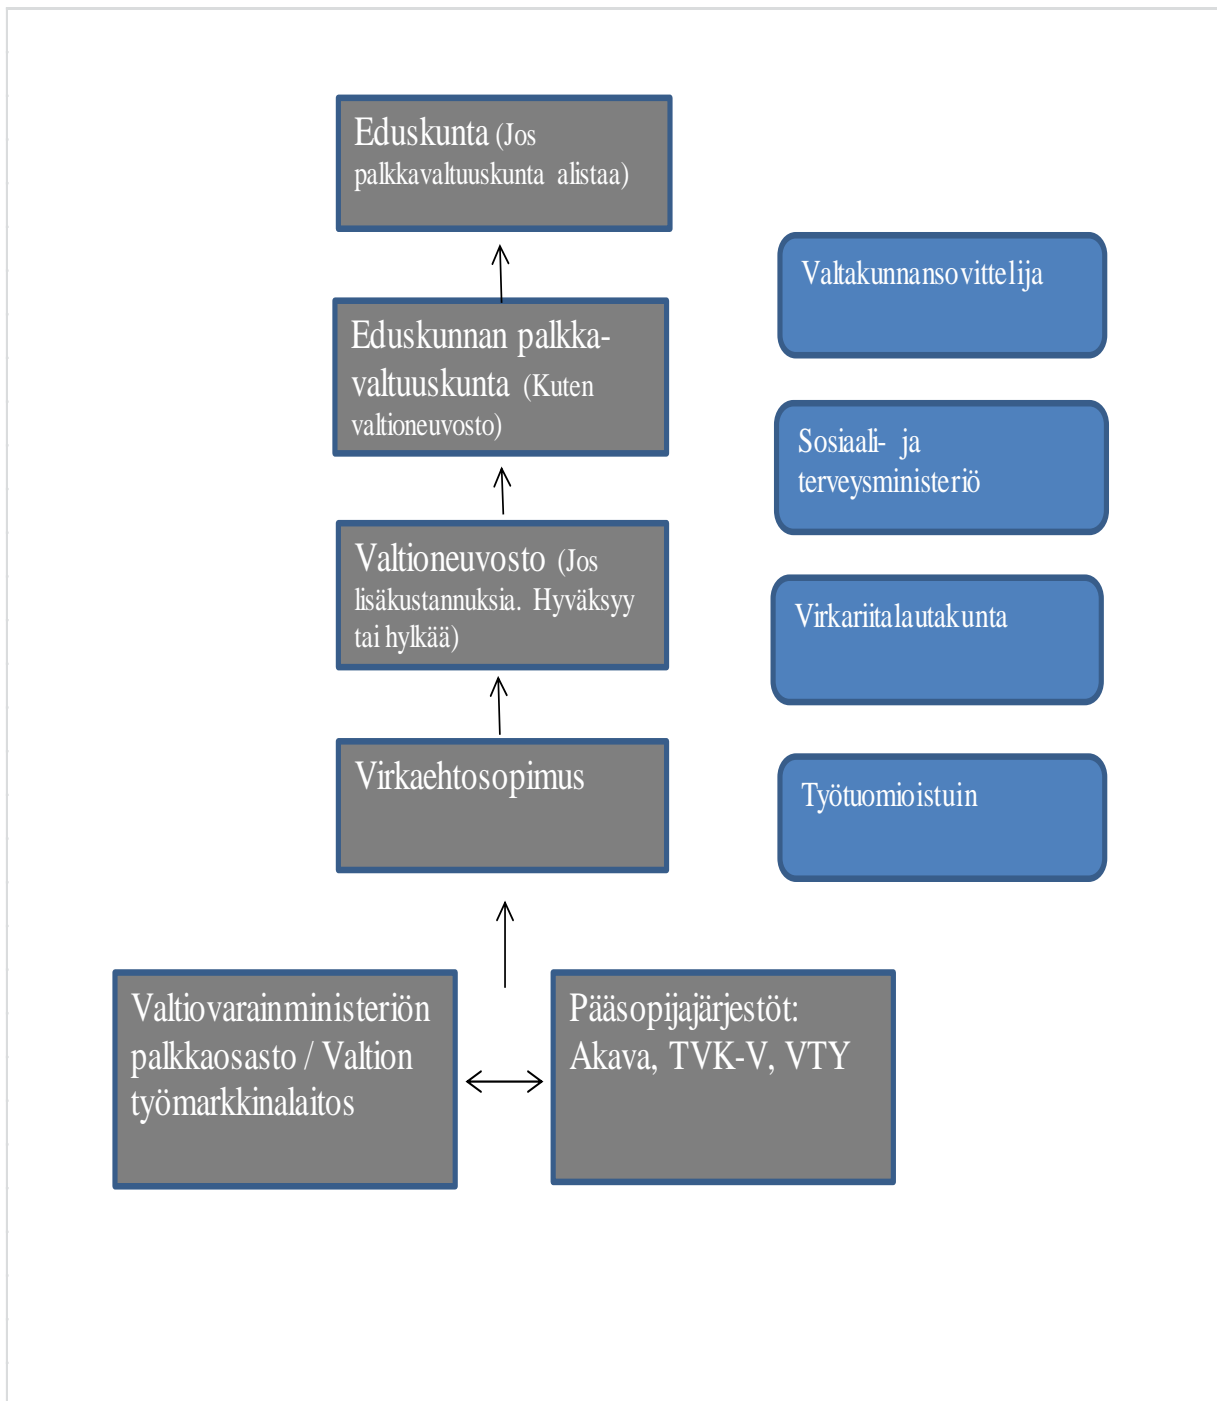 Eduskunta (Jos
palkkavaltuuskunta alistaa)
Valtakunnansovittelija
Eduskunnan palkka-
valtuuskunta (Kuten
valtioneuvosto)
Sosiaali- ja
terveysministeriö
Valtioneuvosto (Jos
lisäkustannuksia. Hyväksyy
tai hylkää)
Virkariitalautakunta
Virkaehtosopimus
Työtuomioistuin
Valtiovarainministeriön
palkkaosasto / Valtion
työmarkkinalaitos
Pääsopijajärjestöt:
Akava, TVK-V, VTY